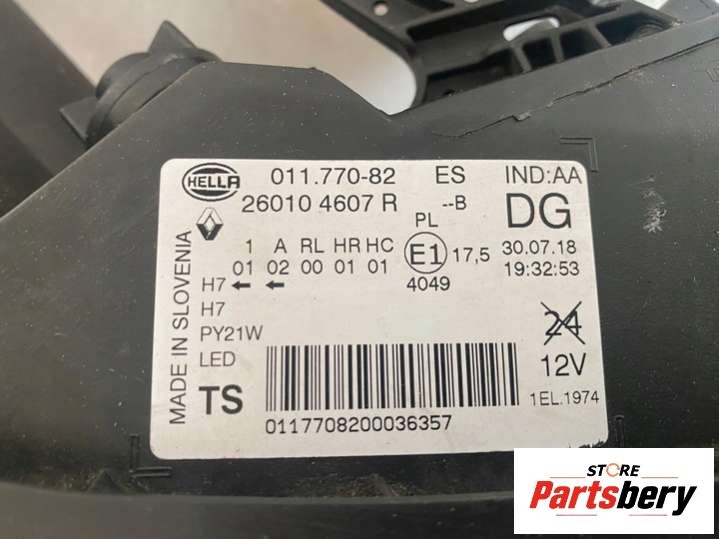 HELLA 011.770-82 ES IND:AA
260104607R --B DG
PL
1 A RL HR HC E1 17,5 30.07.18
01 02 00 01 01 19:32:53
H7 ← ← 4049
H7
PY21W 24
LED 12V
TS 1EL.1974
0117708200036357
MADE IN SLOVENIA
STORE
Partsbery